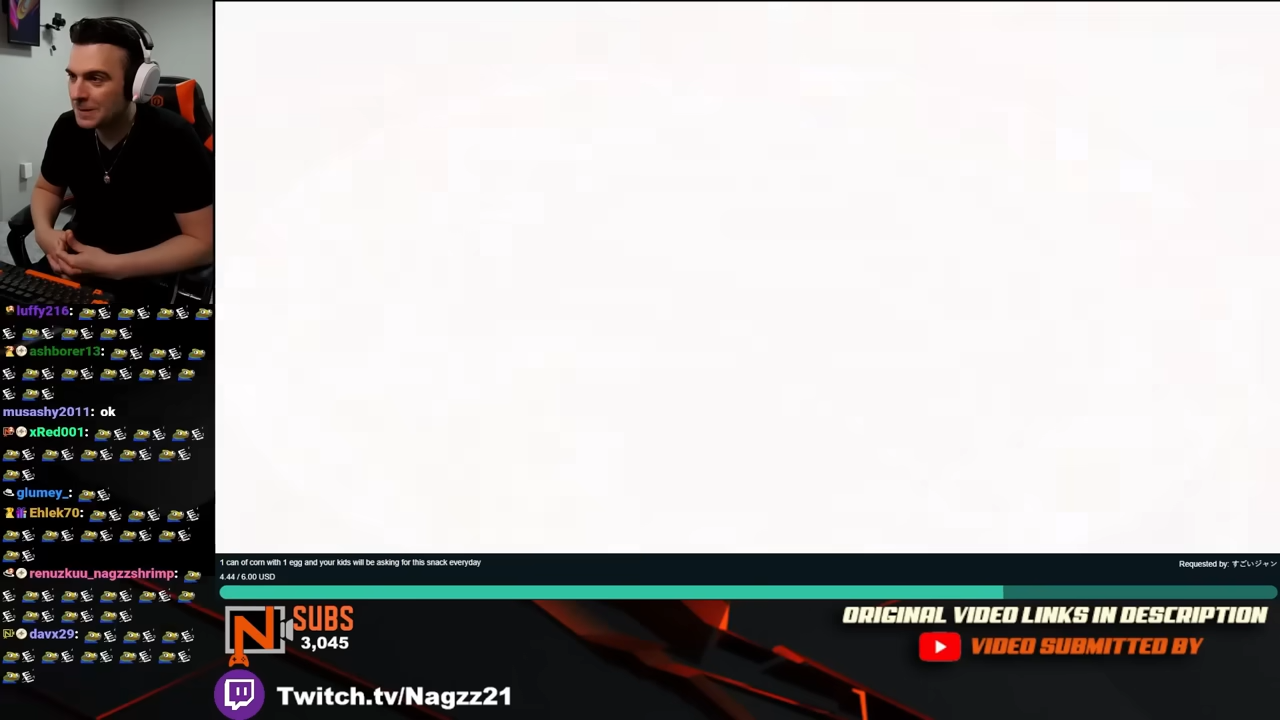 luffy216:
ashborer13:
musashy2011: ok
xRed001:
glumey_:
Ehlek70:
renuzkuu_nagzzshrimp:
davx29:
1 can of corn with 1 egg and your kids will be asking for this snack everyday
Requested by: すごいジャン
4.44 / 6.00 USD
N SUBS
3,045
ORIGINAL VIDEO LINKS IN DESCRIPTION
VIDEO SUBMITTED BY
Twitch.tv/Nagzz21